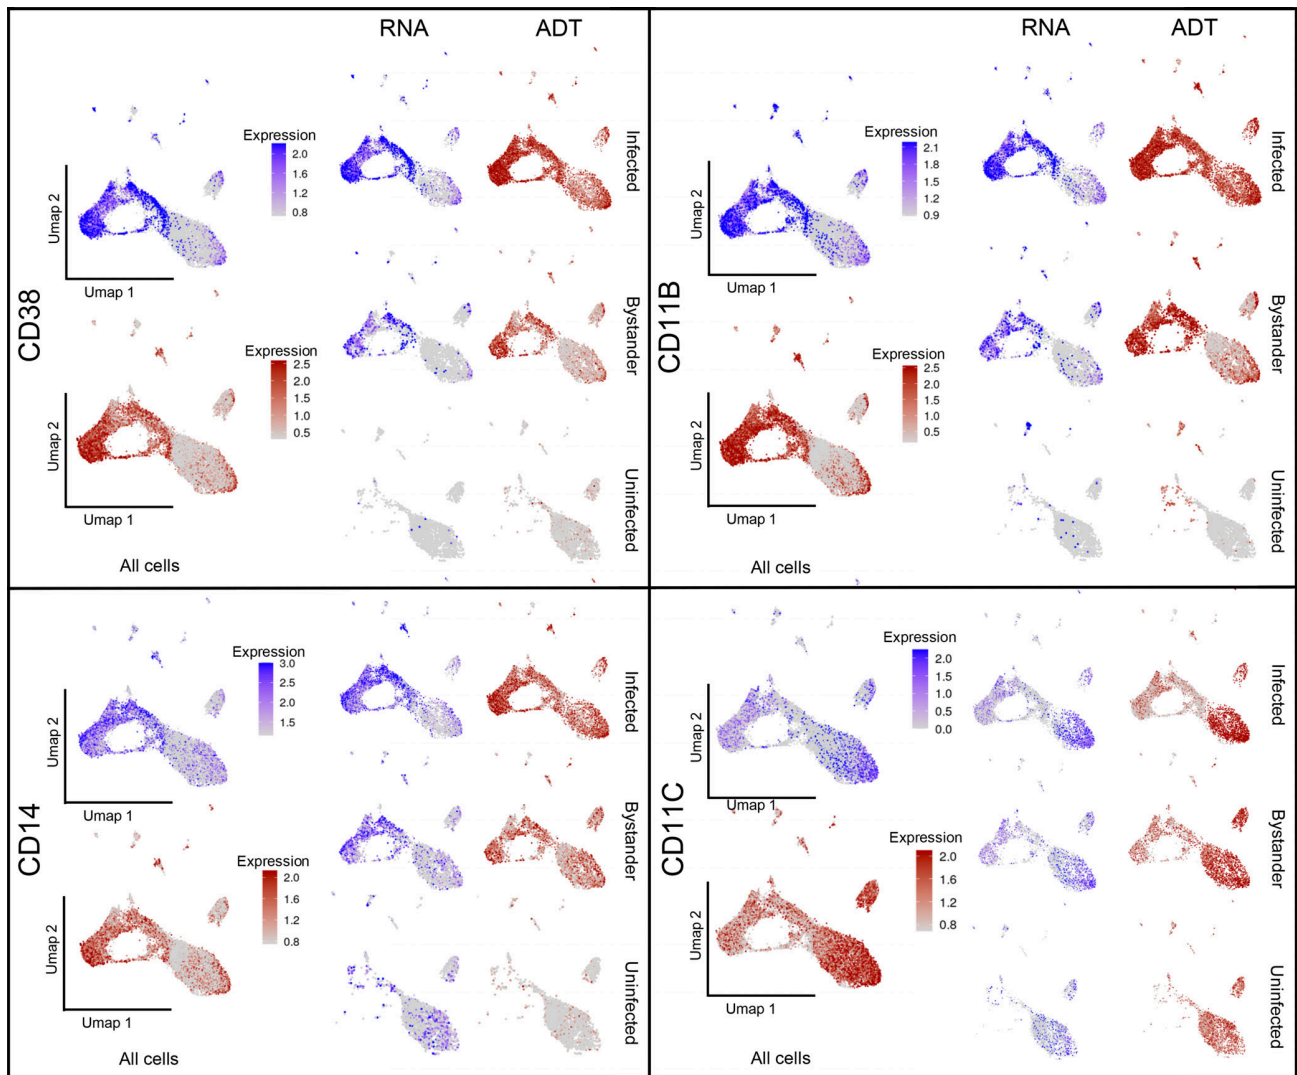 RNA
ADT
CD38
Expression
2.0
1.6
1.2
0.8
Umap 2
Umap 1
Expression
2.5
2.0
1.5
1.0
0.5
Umap 2
Umap 1
All cells
Infected
Bystander
Uninfected
RNA
ADT
CD11B
Expression
2.1
1.8
1.5
1.2
0.9
Umap 2
Umap 1
Expression
2.5
2.0
1.5
1.0
0.5
Umap 2
Umap 1
All cells
Infected
Bystander
Uninfected
CD14
Expression
3.0
2.5
2.0
1.5
Umap 2
Umap 1
Expression
2.0
1.6
1.2
0.8
Umap 2
Umap 1
All cells
Infected
Bystander
Uninfected
CD11C
Expression
2.0
1.5
1.0
0.5
0.0
Umap 2
Umap 1
Expression
2.0
1.6
1.2
0.8
Umap 2
Umap 1
All cells
Infected
Bystander
Uninfected